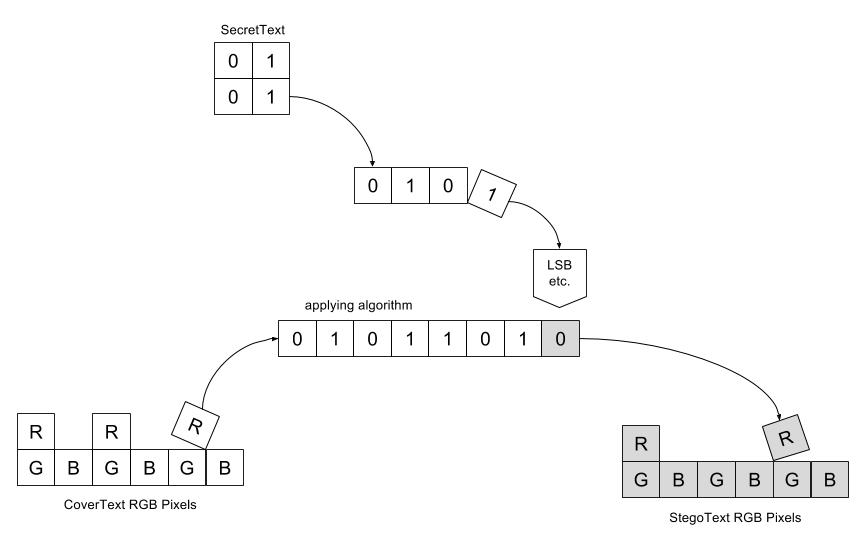 SecretText
0 1
0 1
0 1 0 1
LSB
etc.
applying algorithm
0 1 0 1 1 0 1 0
R R R
G B G B G B
CoverText RGB Pixels
R R
G B G B G B
StegoText RGB Pixels